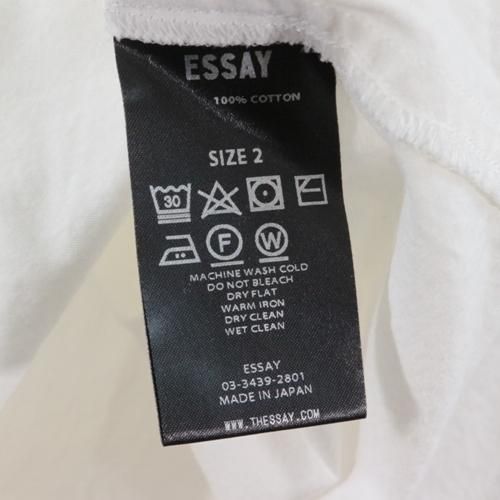 ESSAY
100% COTTON
SIZE 2
30
F W
MACHINE WASH COLD
DO NOT BLEACH
DRY FLAT
WARM IRON
DRY CLEAN
WET CLEAN
ESSAY
03-3439-2801
MADE IN JAPAN
WWW.THESSAY.COM